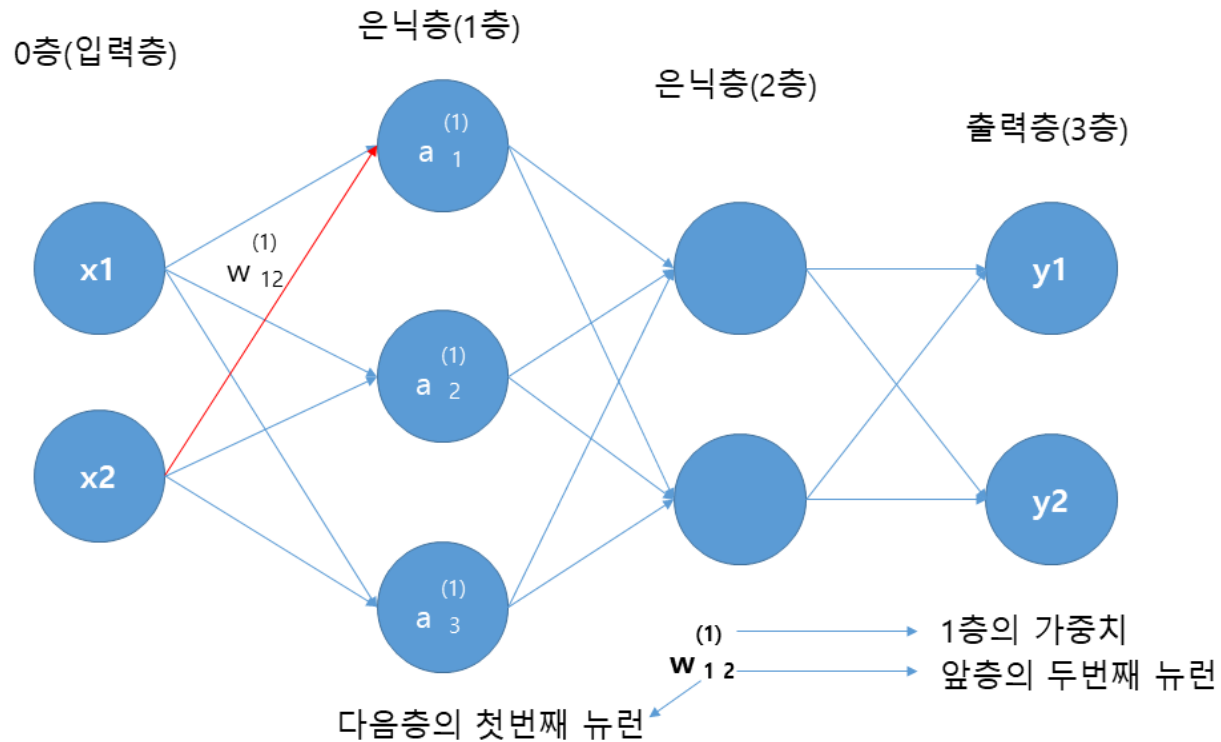 0층(입력층)
은닉층(1층)
은닉층(2층)
출력층(3층)
x1
x2
w 12 (1)
a 1 (1)
a 2 (1)
a 3 (1)
y1
y2
w 1 2 (1)
1층의 가중치
앞층의 두번째 뉴런
다음층의 첫번째 뉴런